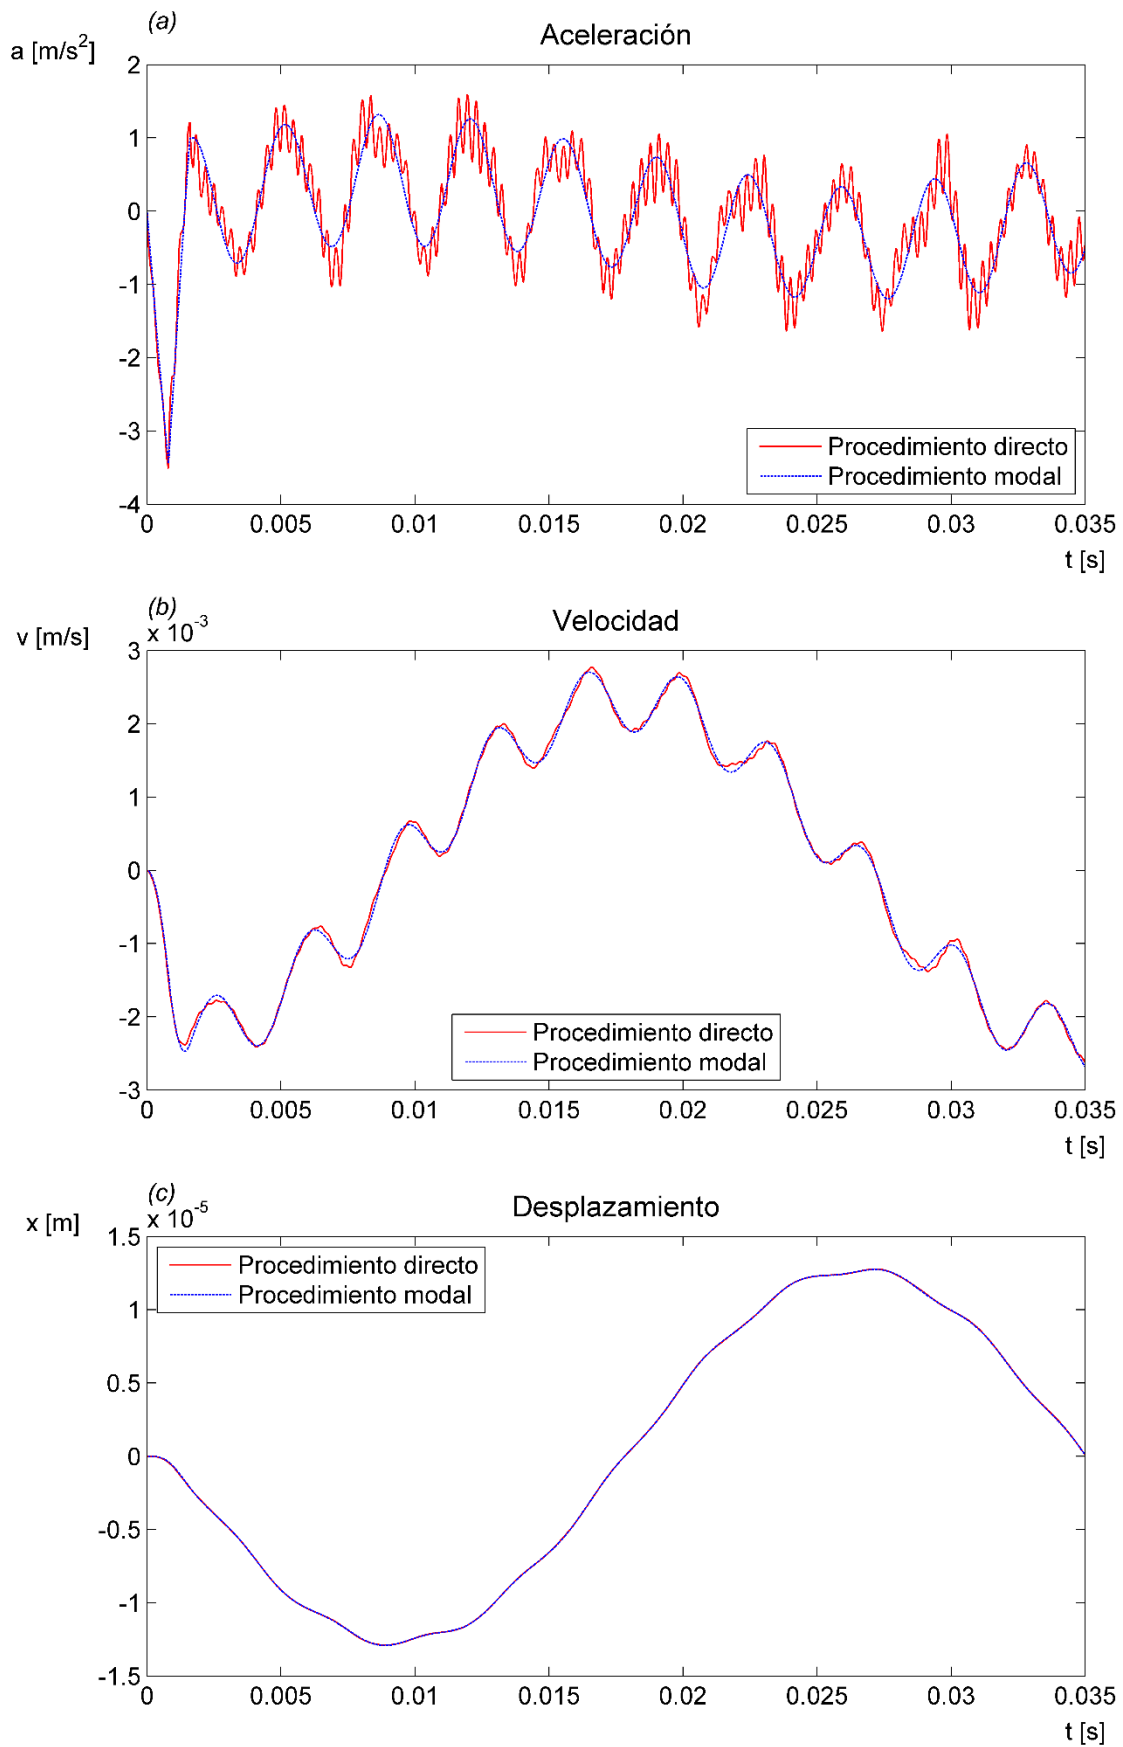 (a)
Aceleración
a [m/s²]
2
1
0
-1
-2
-3
-4
Procedimiento directo
Procedimiento modal
0 0.005 0.01 0.015 0.02 0.025 0.03 0.035
t [s]
(b)
x 10⁻³
Velocidad
v [m/s]
3
2
1
0
-1
-2
-3
Procedimiento directo
Procedimiento modal
0 0.005 0.01 0.015 0.02 0.025 0.03 0.035
t [s]
(c)
x 10⁻⁵
Desplazamiento
x [m]
1.5
Procedimiento directo
Procedimiento modal
1
0.5
0
-0.5
-1
-1.5
0 0.005 0.01 0.015 0.02 0.025 0.03 0.035
t [s]